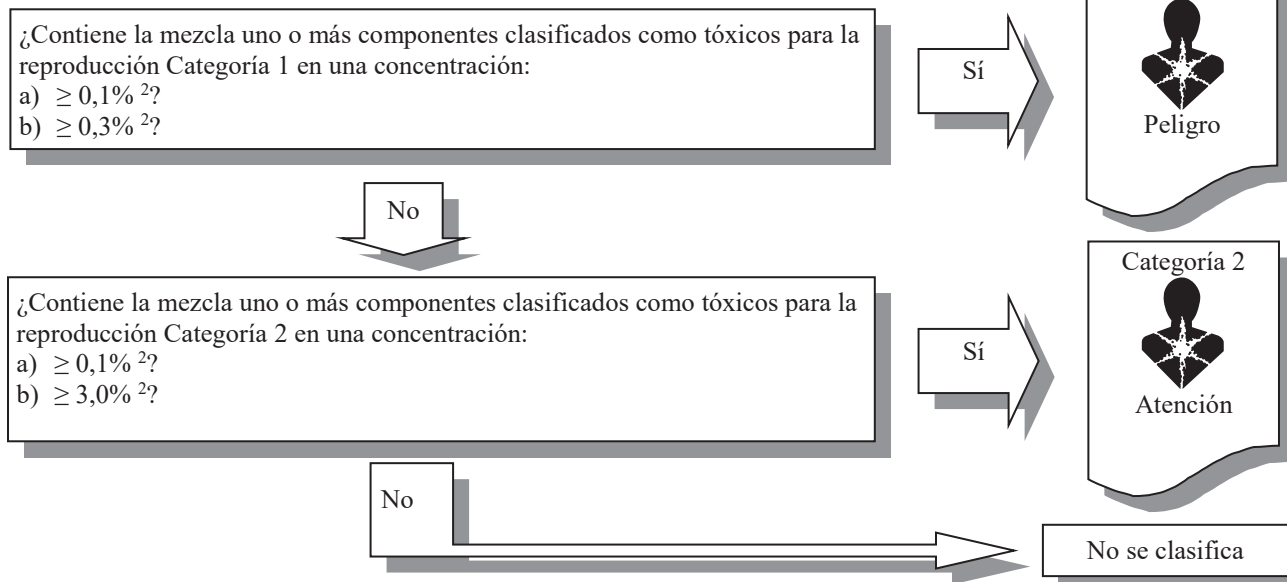 ¿Contiene la mezcla uno o más componentes clasificados como tóxicos para la
reproducción Categoría 1 en una concentración:
a) ≥ 0,1% ²?
b) ≥ 0,3% ²?
Sí
Peligro
No
¿Contiene la mezcla uno o más componentes clasificados como tóxicos para la
reproducción Categoría 2 en una concentración:
a) ≥ 0,1% ²?
b) ≥ 3,0% ²?
Sí
Categoría 2
Atención
No
No se clasifica